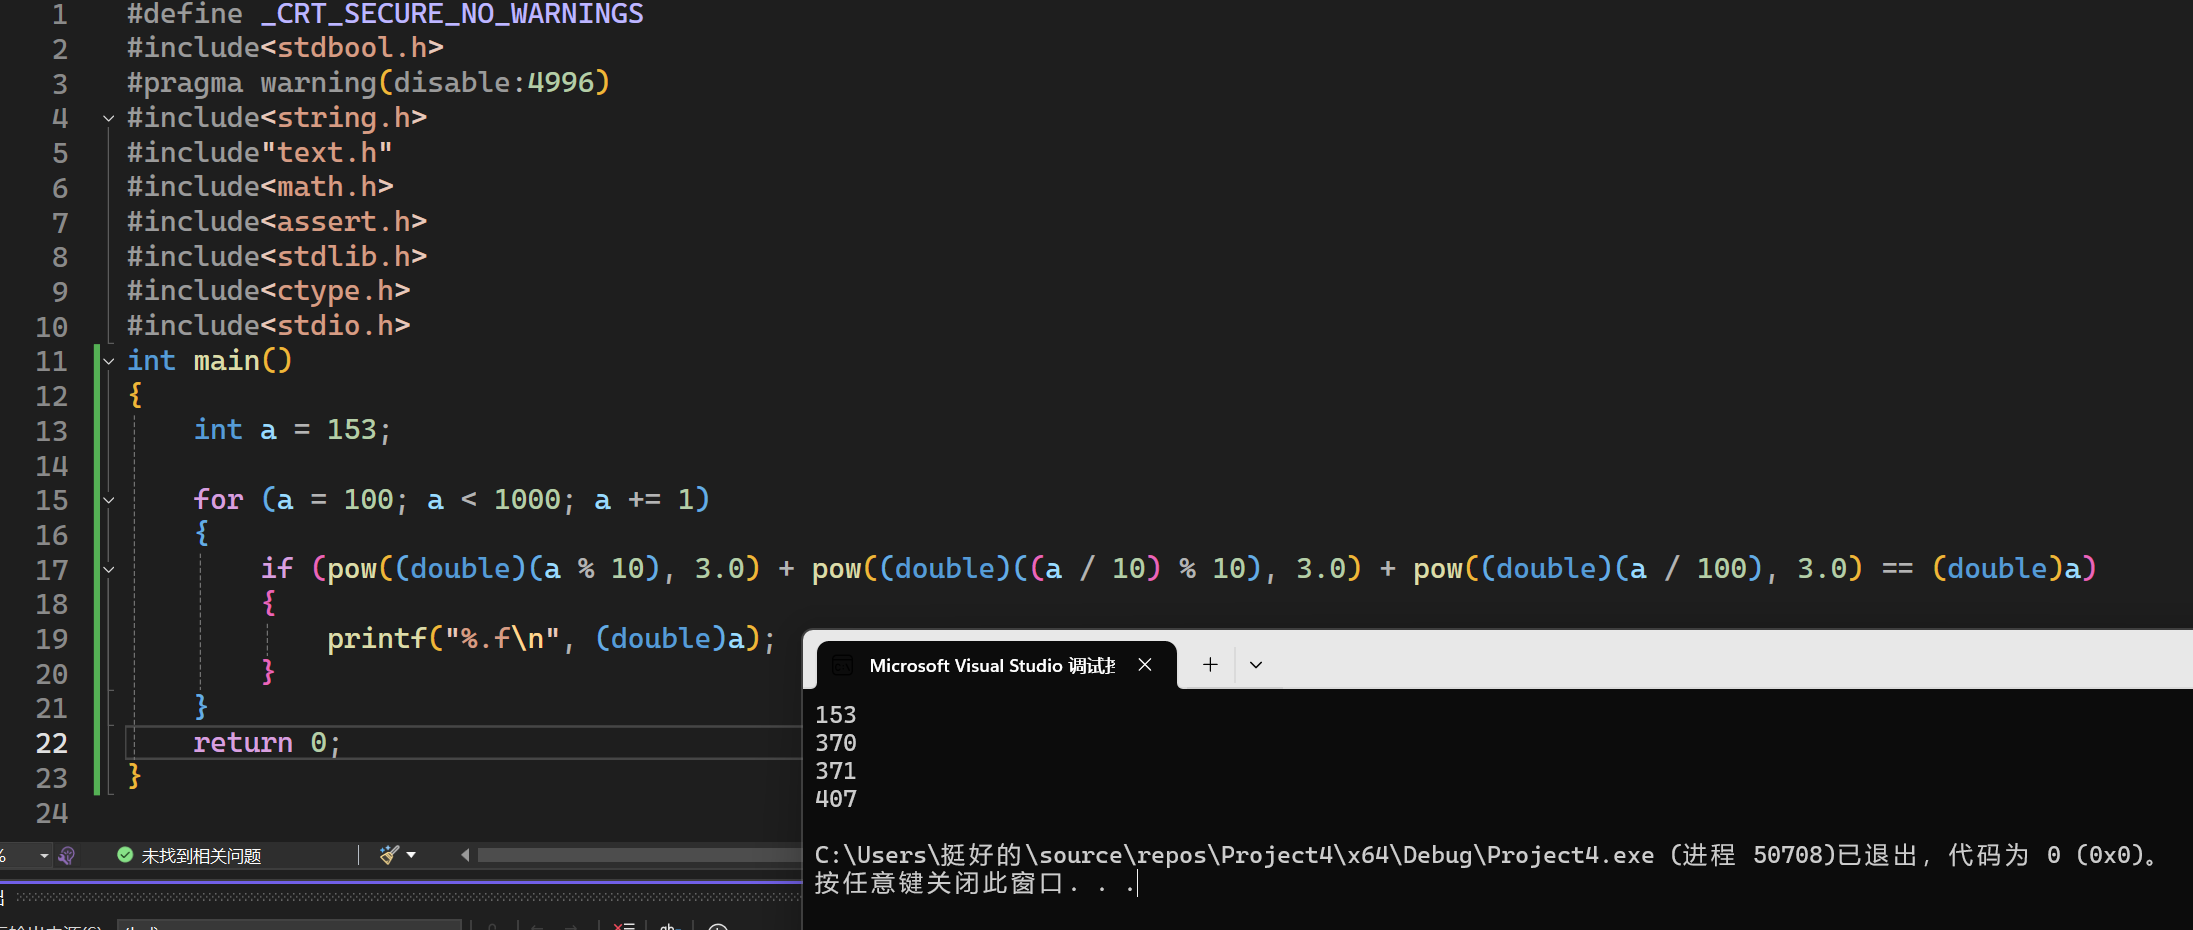 1 #define _CRT_SECURE_NO_WARNINGS
2 #include<stdbool.h>
3 #pragma warning(disable:4996)
4 #include<string.h>
5 #include"text.h"
6 #include<math.h>
7 #include<assert.h>
8 #include<stdlib.h>
9 #include<ctype.h>
10 #include<stdio.h>
11 int main()
12 {
13 int a = 153;
14
15 for (a = 100; a < 1000; a += 1)
16 {
17 if (pow((double)(a % 10), 3.0) + pow((double)((a / 10) % 10), 3.0) + pow((double)(a / 100), 3.0) == (double)a)
18 {
19 printf("%.f\n", (double)a);
20 }
21 }
22 return 0;
23 }
24
Microsoft Visual Studio 调试
153
370
371
407
C:\Users\挺好的\source\repos\Project4\x64\Debug\Project4.exe (进程 50708)已退出，代码为 0 (0x0)。
按任意键关闭此窗口. . .
% 未找到相关问题